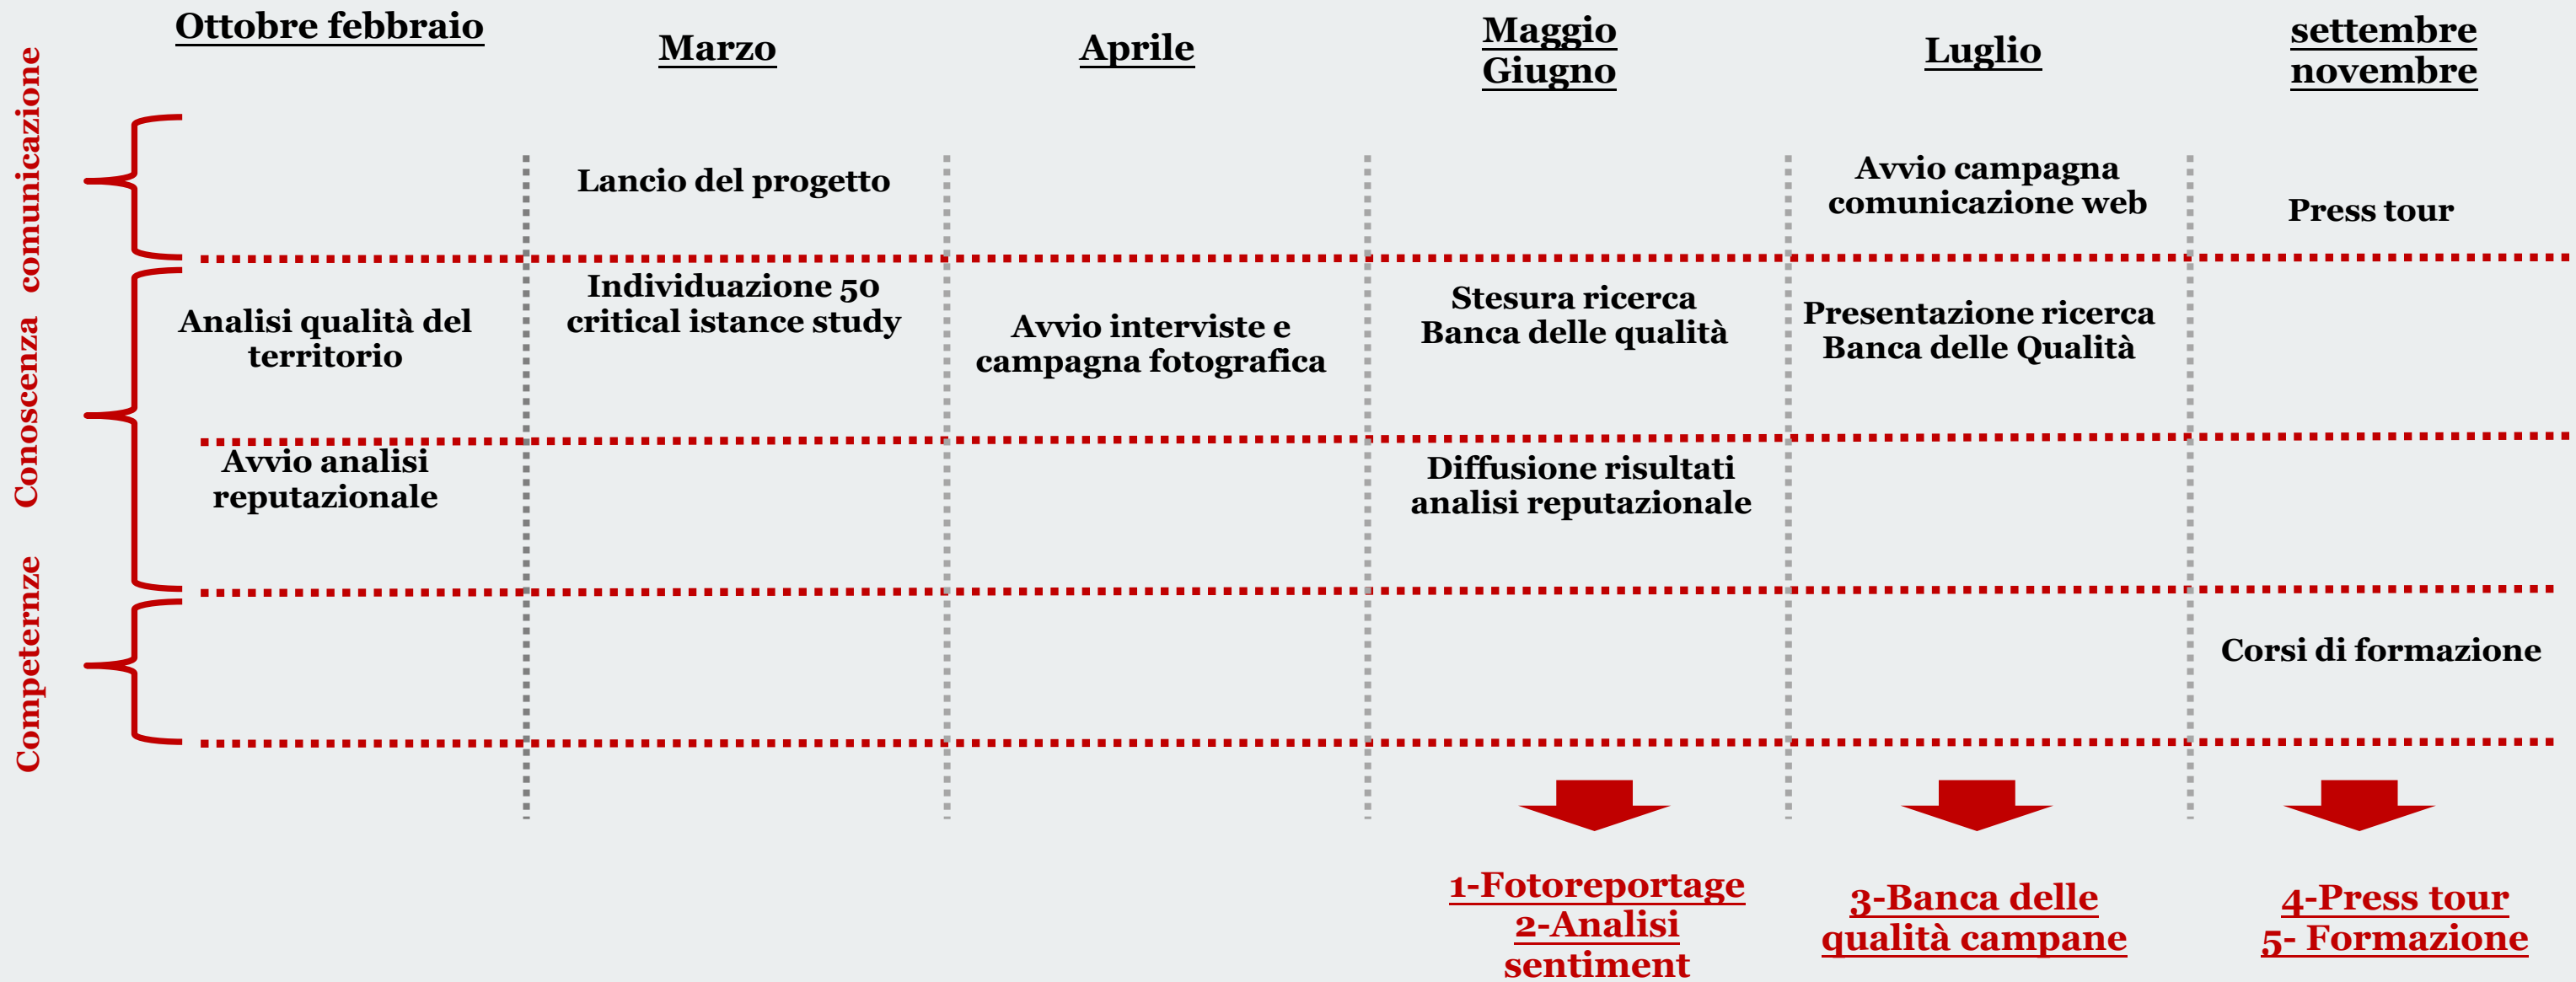 Ottobre febbraio
Marzo
Aprile
Maggio
Giugno
Luglio
settembre
novembre
comunicazione
Lancio del progetto
Avvio campagna
comunicazione web
Press tour
Conoscenza
Analisi qualità del
territorio
Individuazione 50
critical istance study
Avvio interviste e
campagna fotografica
Stesura ricerca
Banca delle qualità
Presentazione ricerca
Banca delle Qualità
Avvio analisi
reputazionale
Diffusione risultati
analisi reputazionale
Competernze
Corsi di formazione
1-Fotoreportage
2-Analisi
sentiment
3-Banca delle
qualità campane
4-Press tour
5- Formazione